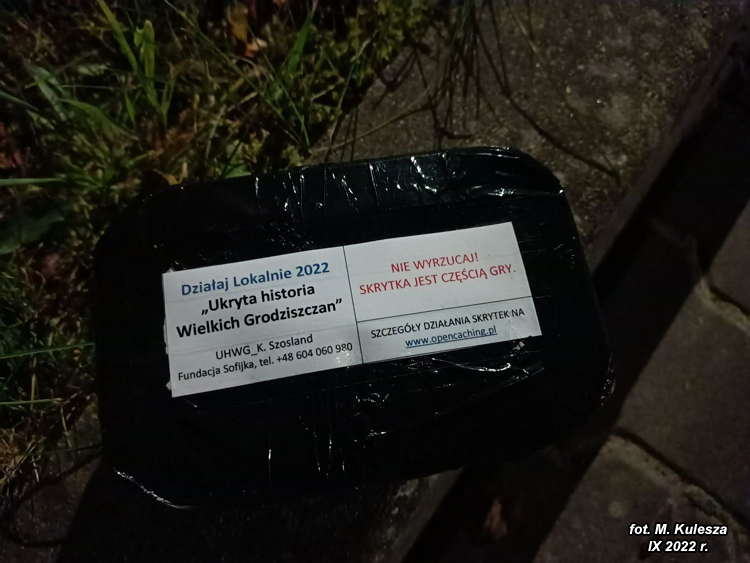 Działaj Lokalnie 2022
„Ukryta historia
Wielkich Grodziszczan”
UHWG_K. Szosland
Fundacja Sofijka, tel. +48 604 060 980
NIE WYRZUCAJ!
SKRYTKA JEST CZĘŚCIĄ GRY.
SZCZEGÓŁY DZIAŁANIA SKRYTEK NA
www.opencaching.pl
fot. M. Kulesza
IX 2022 r.